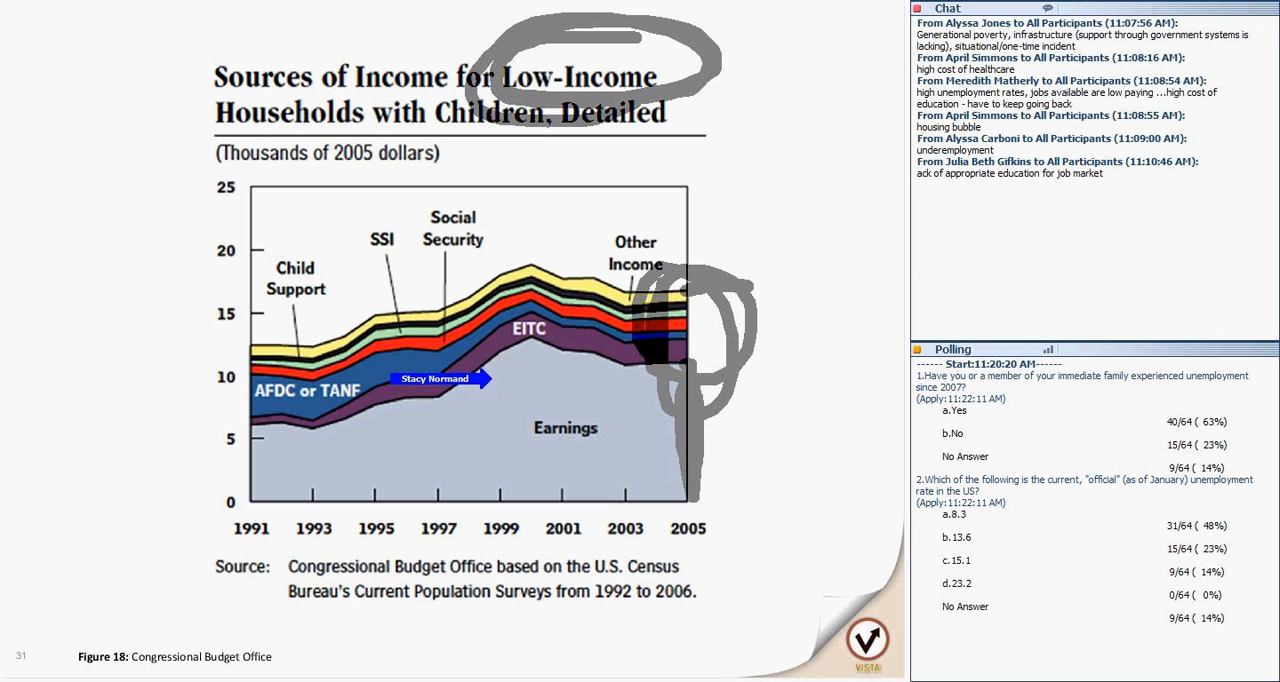 Sources of Income for Low-Income
Households with Children, Detailed
(Thousands of 2005 dollars)
25
20
15
10
5
0
Child
Support
SSI
Social
Security
Other
Income
EITC
AFDC or TANF
Stacy Normand
Earnings
1991 1993 1995 1997 1999 2001 2003 2005
Source: Congressional Budget Office based on the U.S. Census
Bureau's Current Population Surveys from 1992 to 2006.
31
Figure 18: Congressional Budget Office
VISTA
Chat
From Alyssa Jones to All Participants (11:07:56 AM):
Generational poverty, infrastructure (support through government systems is
lacking), situational/one-time incident
From April Simmons to All Participants (11:08:16 AM):
high cost of healthcare
From Meredith Matherly to All Participants (11:08:54 AM):
high unemployment rates, jobs available are low paying ...high cost of
education - have to keep going back
From April Simmons to All Participants (11:08:55 AM):
housing bubble
From Alyssa Carboni to All Participants (11:09:00 AM):
underemployment
From Julia Beth Gifkins to All Participants (11:10:46 AM):
ack of appropriate education for job market
Polling
------ Start:11:20:20 AM------
1.Have you or a member of your immediate family experienced unemployment
since 2007?
(Apply:11:22:11 AM)
a.Yes
40/64 ( 63%)
b.No
15/64 ( 23%)
No Answer
9/64 ( 14%)
2.Which of the following is the current, "official" (as of January) unemployment
rate in the US?
(Apply:11:22:11 AM)
a.8.3
31/64 ( 48%)
b.13.6
15/64 ( 23%)
c.15.1
9/64 ( 14%)
d.23.2
0/64 ( 0%)
No Answer
9/64 ( 14%)